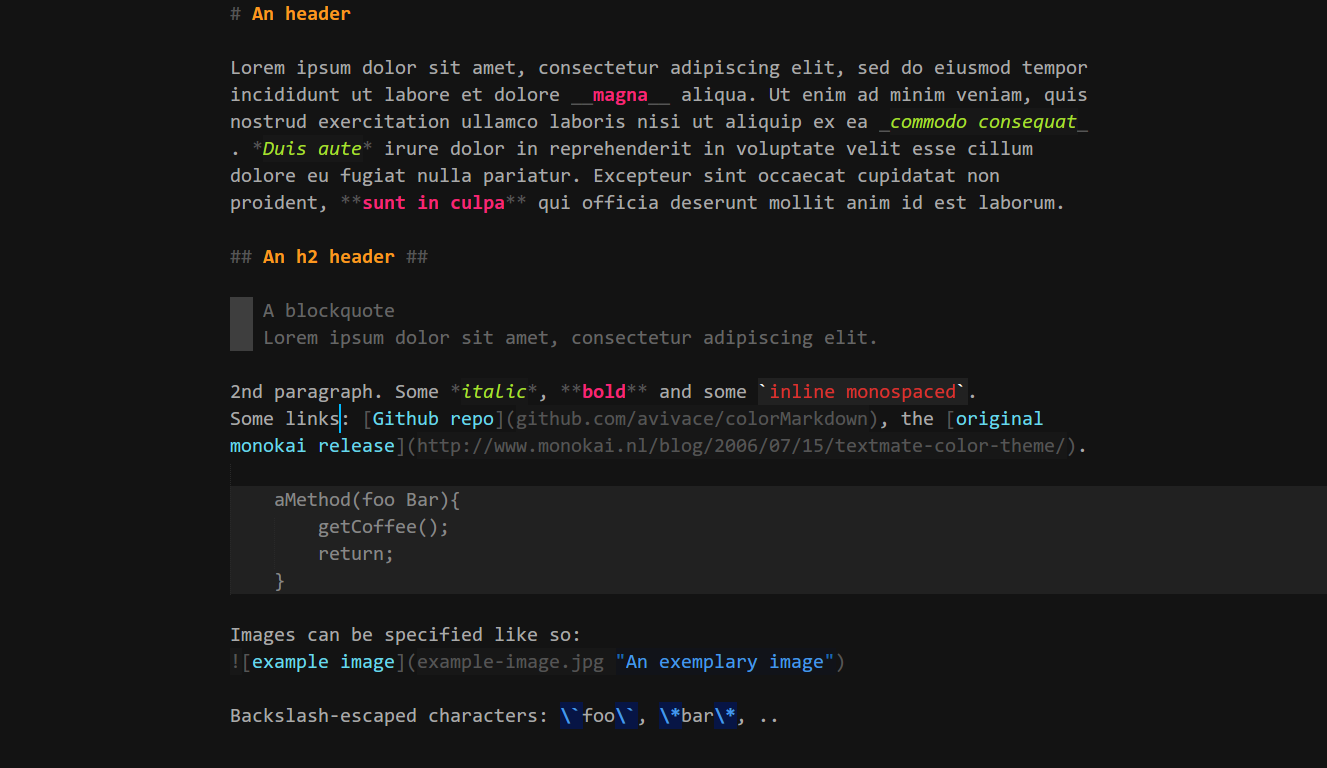 # An header
Lorem ipsum dolor sit amet, consectetur adipiscing elit, sed do eiusmod tempor
incididunt ut labore et dolore __magna__ aliqua. Ut enim ad minim veniam, quis
nostrud exercitation ullamco laboris nisi ut aliquip ex ea _commodo consequat_
. *Duis aute* irure dolor in reprehenderit in voluptate velit esse cillum
dolore eu fugiat nulla pariatur. Excepteur sint occaecat cupidatat non
proident, **sunt in culpa** qui officia deserunt mollit anim id est laborum.
## An h2 header ##
A blockquote
Lorem ipsum dolor sit amet, consectetur adipiscing elit.
2nd paragraph. Some *italic*, **bold** and some `inline monospaced`.
Some links: [Github repo](github.com/avivace/colorMarkdown), the [original
monokai release](http://www.monokai.nl/blog/2006/07/15/textmate-color-theme/).
    aMethod(foo Bar){
        getCoffee();
        return;
    }
Images can be specified like so:
![example image](example-image.jpg "An exemplary image")
Backslash-escaped characters: \`foo\`, \*bar\*, ..